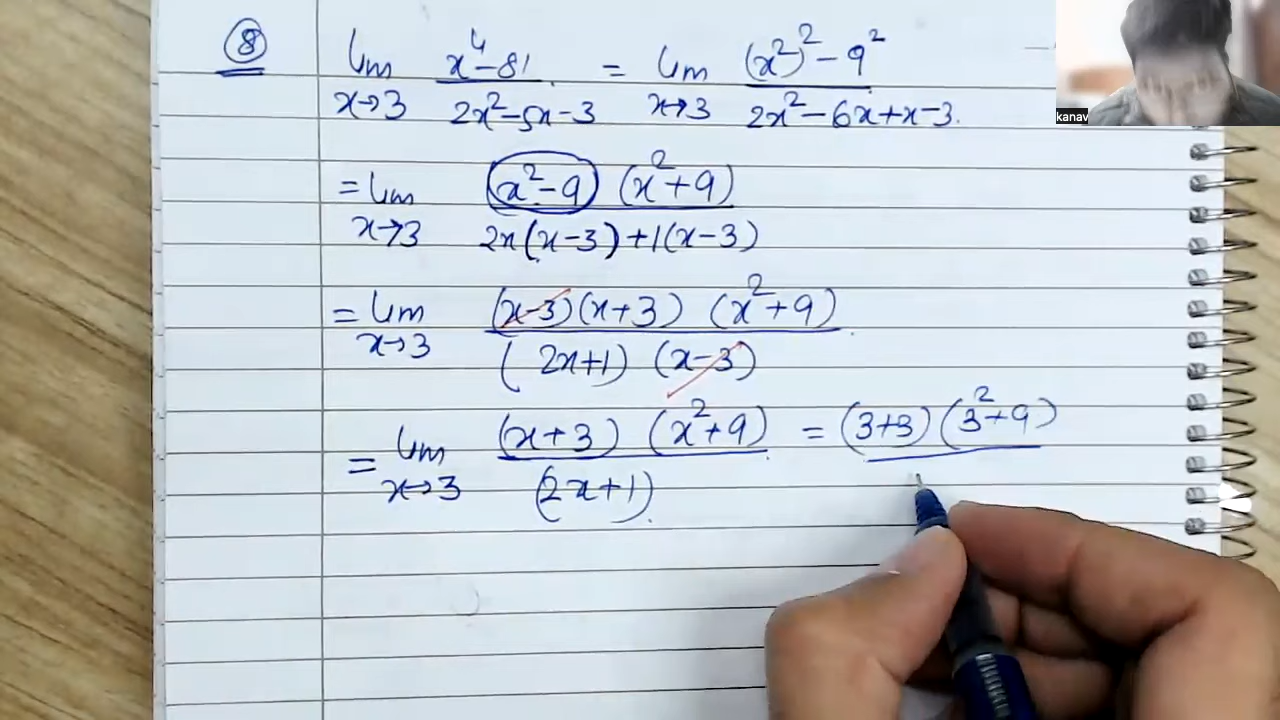 ⑧ Lim x→3 x⁴-81 / 2x²-5x-3 = Lim x→3 (x²)²-9² / 2x²-6x+x-3.
kanav
= Lim x→3 (x²-9) (x²+9) / 2x(x-3)+1(x-3)
= Lim x→3 (x-3)(x+3) (x²+9) / (2x+1) (x-3)
= Lim x→3 (x+3) (x²+9) / (2x+1) = (3+3)(3²+9)